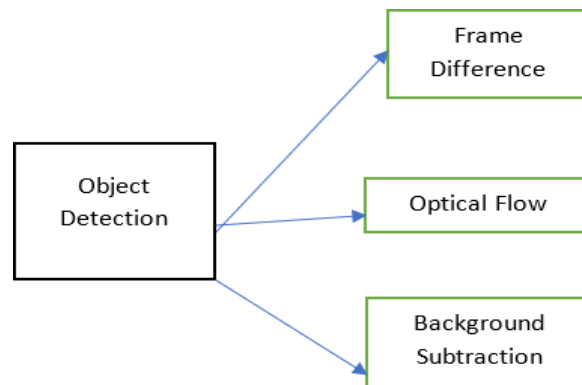 Frame
Difference
Object
Detection
Optical Flow
Background
Subtraction